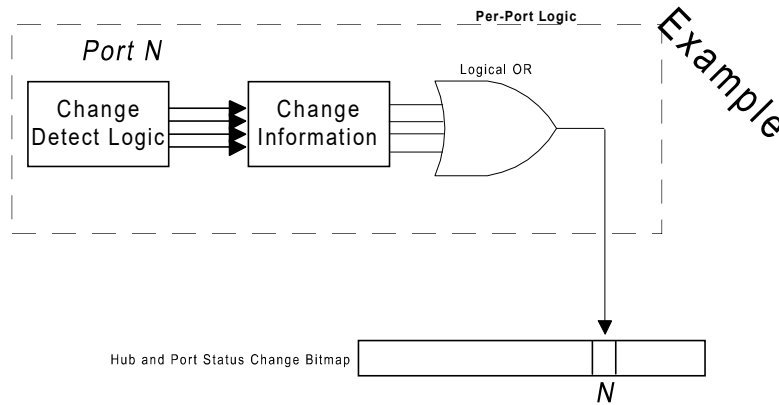 Per-Port Logic
Example
Port N
Logical OR
Change
Detect Logic
Change
Information
Hub and Port Status Change Bitmap
N